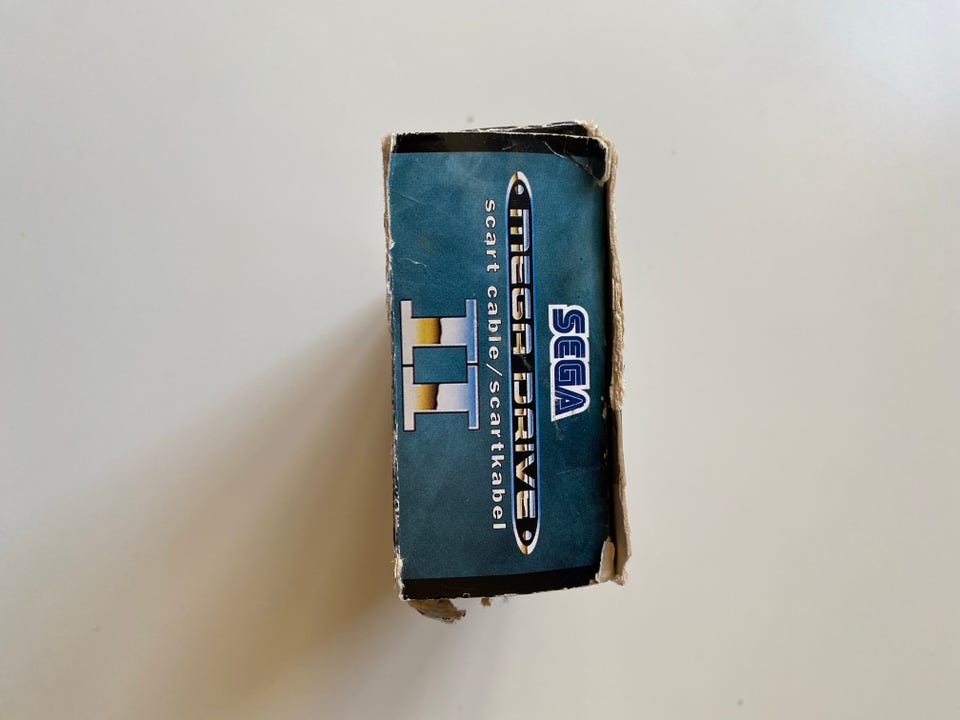 SEGA
MEGA DRIVE
scart cable/scartkabel
II